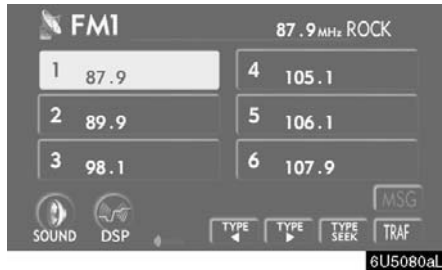 FM1 87.9 MHz ROCK
1 87.9 4 105.1
2 89.9 5 106.1
3 98.1 6 107.9
MSG
SOUND DSP TYPE ◀ TYPE ▶ TYPE SEEK TRAF
6U5080aL